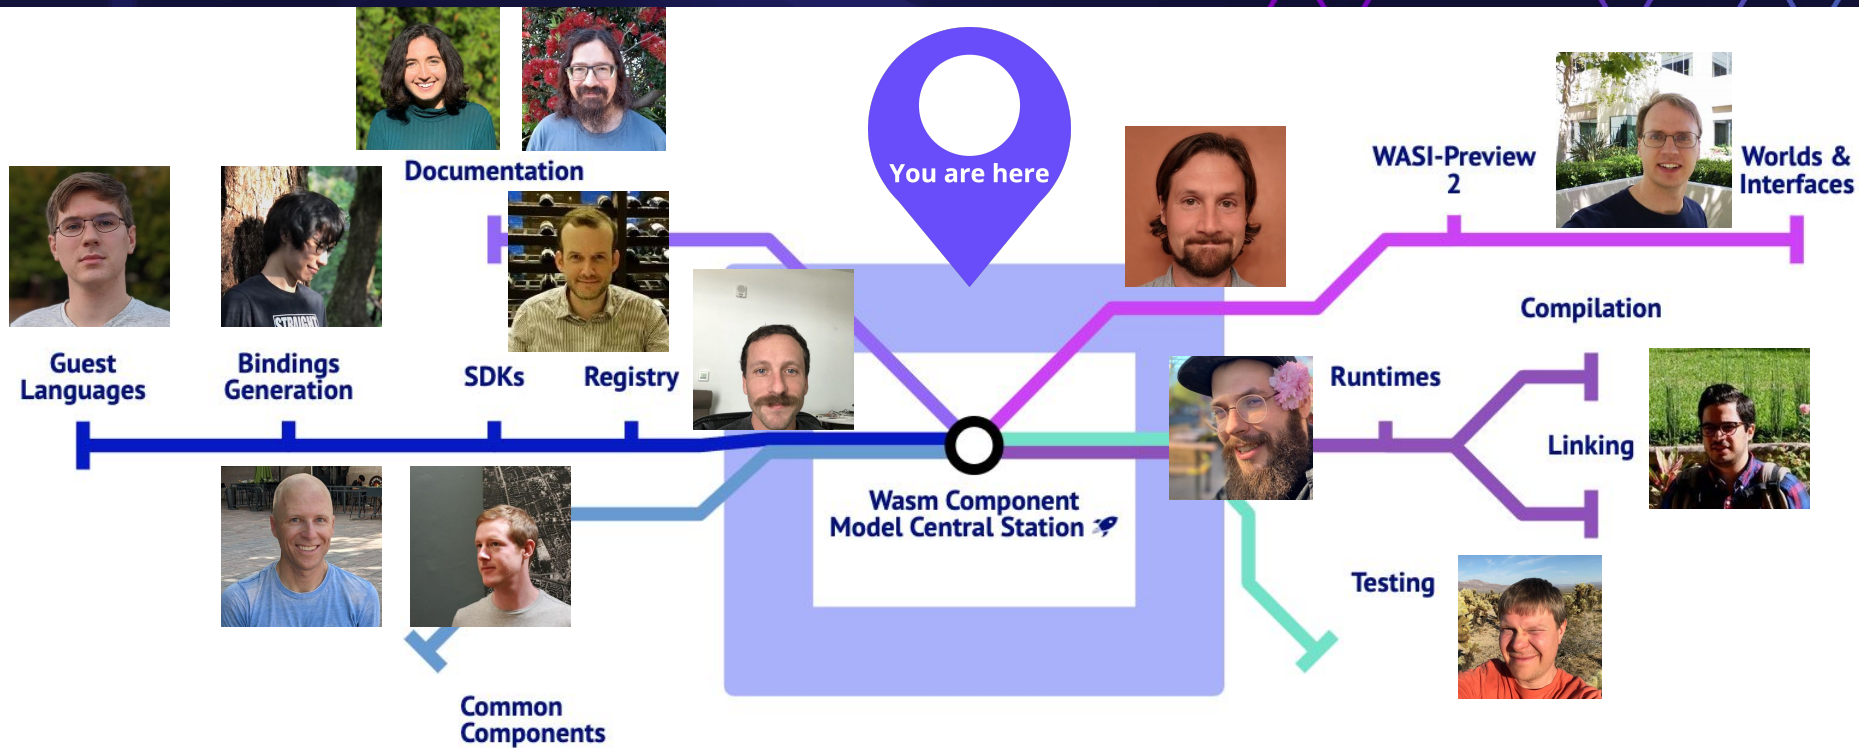 Documentation
You are here
WASI-Preview
2
Worlds &
Interfaces
STRAIGHT
Guest
Languages
Bindings
Generation
SDKs
Registry
Compilation
Runtimes
Linking
Wasm Component
Model Central Station 🚀
Testing
Common
Components